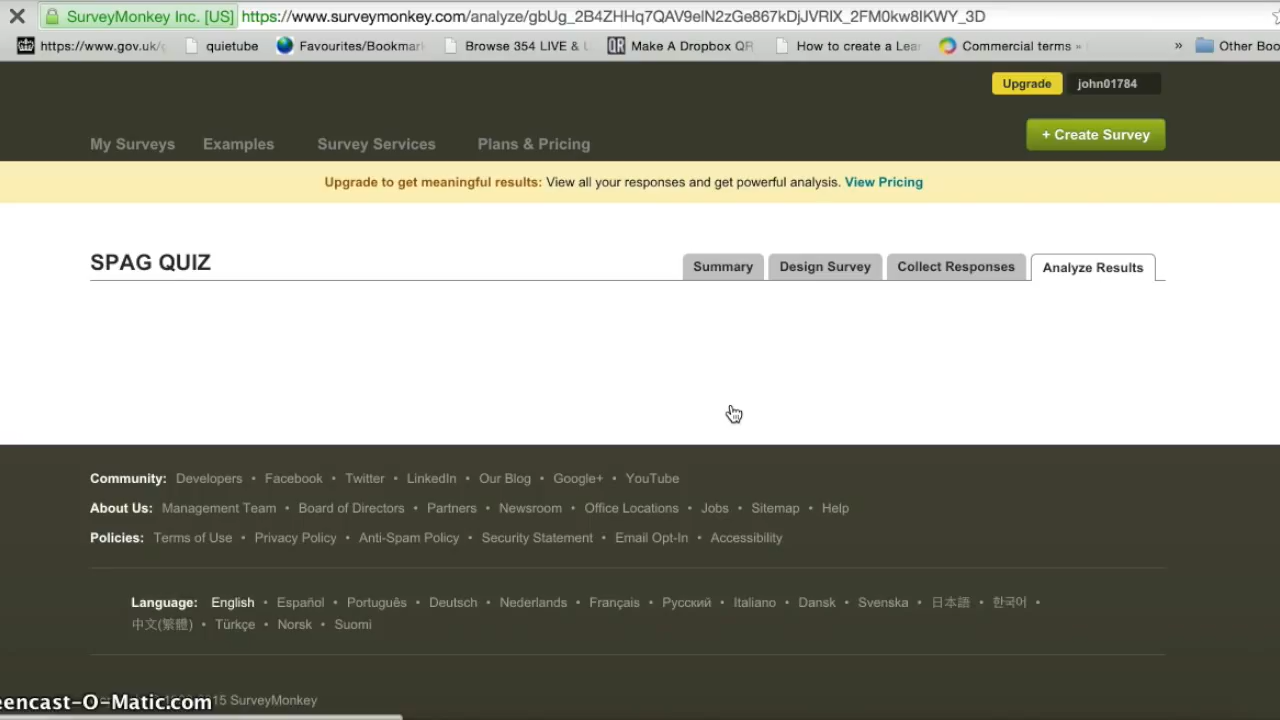 SurveyMonkey Inc. [US] https://www.surveymonkey.com/analyze/gbUg_2B4ZHHq7QAV9elN2zGe867kDjJVRlX_2FM0kw8IKWY_3D
https://www.gov.uk/ quietube Favourites/Bookmar Browse 354 LIVE & Make A Dropbox QR How to create a Lea Commercial terms » » Other Boo
Upgrade john01784
My Surveys Examples Survey Services Plans & Pricing + Create Survey
Upgrade to get meaningful results: View all your responses and get powerful analysis. View Pricing
SPAG QUIZ Summary Design Survey Collect Responses Analyze Results
Community: Developers • Facebook • Twitter • LinkedIn • Our Blog • Google+ • YouTube
About Us: Management Team • Board of Directors • Partners • Newsroom • Office Locations • Jobs • Sitemap • Help
Policies: Terms of Use • Privacy Policy • Anti-Spam Policy • Security Statement • Email Opt-In • Accessibility
Language: English • Español • Português • Deutsch • Nederlands • Français • Русский • Italiano • Dansk • Svenska • 日本語 • 한국어 •
中文(繁體) • Türkçe • Norsk • Suomi
eencast-O-Matic.com 2015 SurveyMonkey